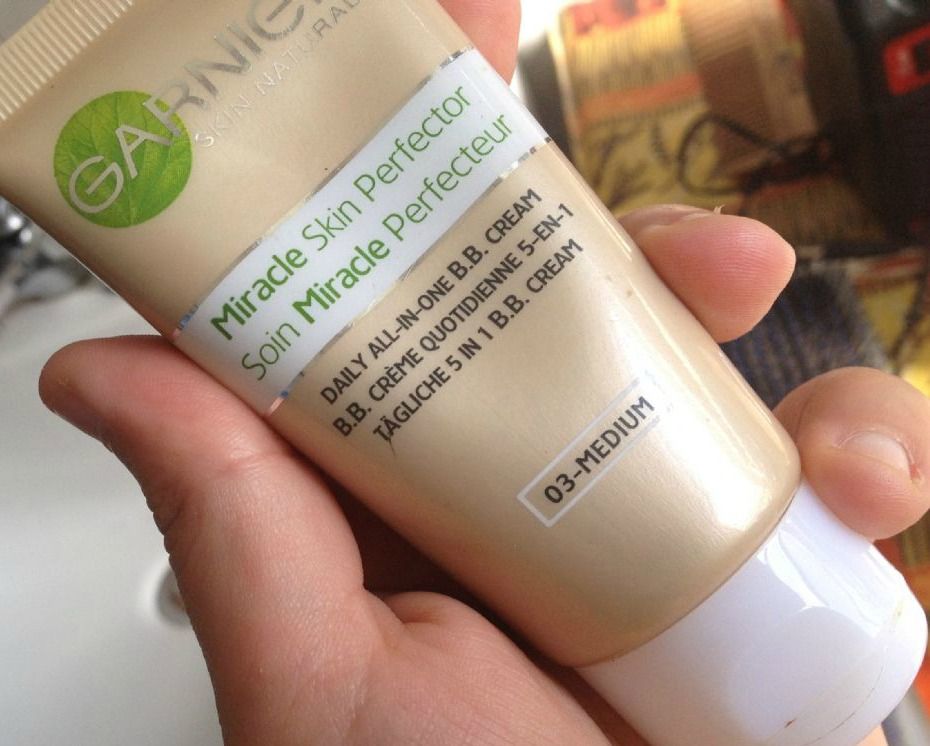 GARNIER
SKIN NATURAL
Miracle Skin Perfector
Soin Miracle Perfecteur
DAILY ALL-IN-ONE B.B. CREAM
B.B. CRÈME QUOTIDIENNE 5-EN-1
TÄGLICHE 5 IN 1 B.B. CREAM
03-MEDIUM